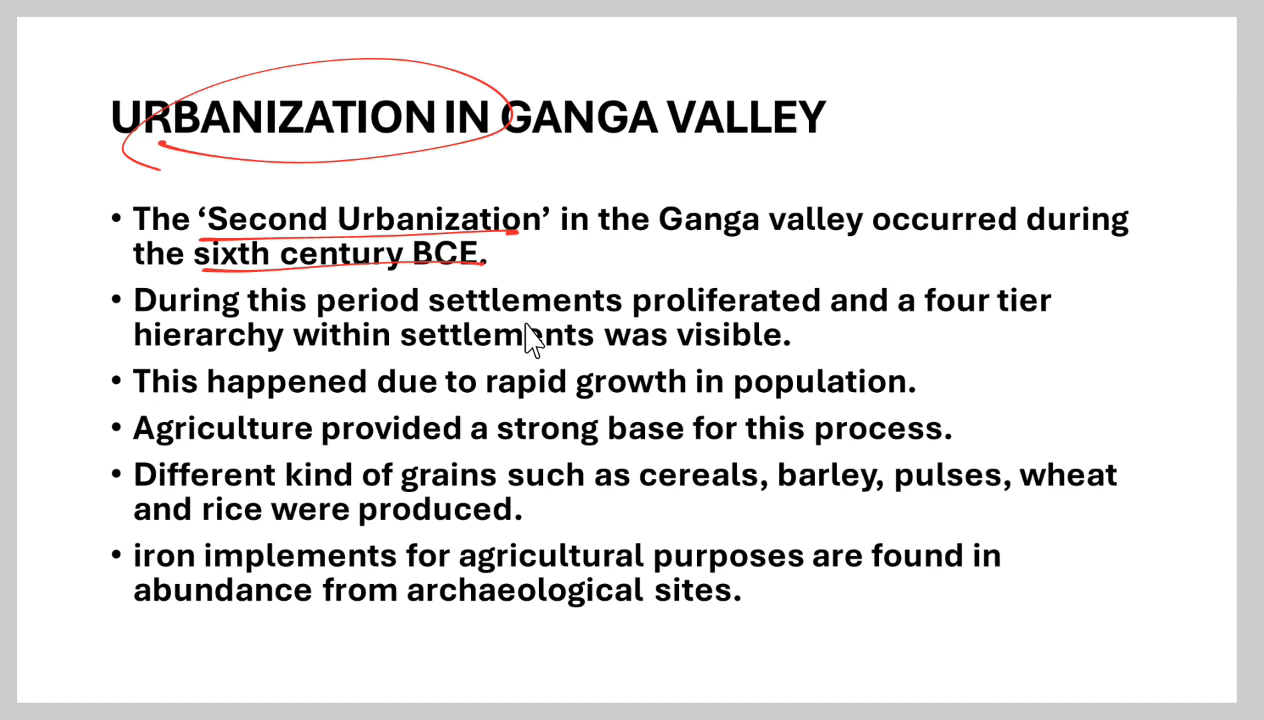 URBANIZATION IN GANGA VALLEY
• The ‘Second Urbanization’ in the Ganga valley occurred during
the sixth century BCE.
• During this period settlements proliferated and a four tier
hierarchy within settlements was visible.
• This happened due to rapid growth in population.
• Agriculture provided a strong base for this process.
• Different kind of grains such as cereals, barley, pulses, wheat
and rice were produced.
• iron implements for agricultural purposes are found in
abundance from archaeological sites.